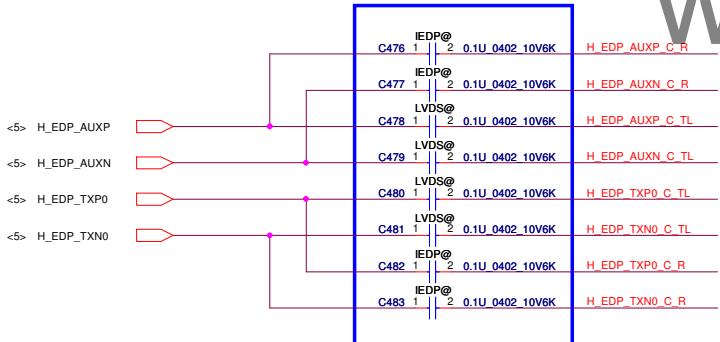 W
IEDP@
C476 1 2 0.1U_0402_10V6K H_EDP_AUXP_C_R
IEDP@
C477 1 2 0.1U_0402_10V6K H_EDP_AUXN_C_R
LVDS@
<5> H_EDP_AUXP C478 1 2 0.1U_0402_10V6K H_EDP_AUXP_C_TL
LVDS@
<5> H_EDP_AUXN C479 1 2 0.1U_0402_10V6K H_EDP_AUXN_C_TL
LVDS@
<5> H_EDP_TXP0 C480 1 2 0.1U_0402_10V6K H_EDP_TXP0_C_TL
LVDS@
<5> H_EDP_TXN0 C481 1 2 0.1U_0402_10V6K H_EDP_TXN0_C_TL
IEDP@
C482 1 2 0.1U_0402_10V6K H_EDP_TXP0_C_R
IEDP@
C483 1 2 0.1U_0402_10V6K H_EDP_TXN0_C_R